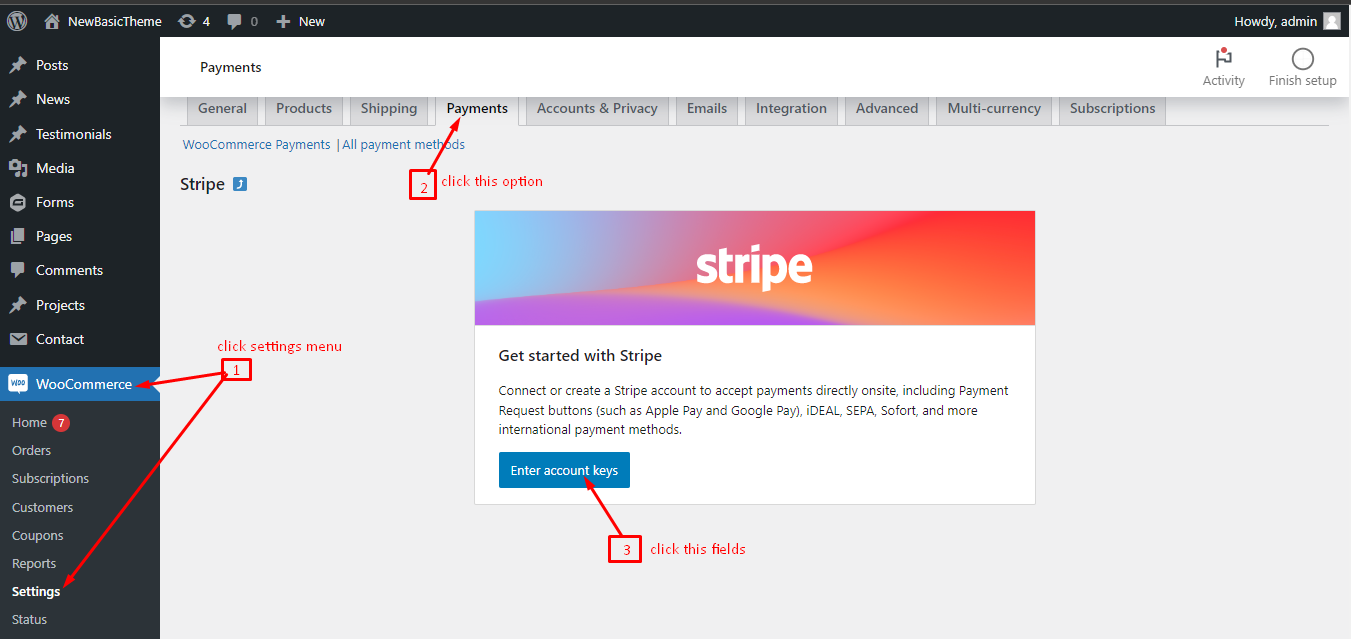 NewBasicTheme 4 0 New Howdy, admin
Posts
News
Testimonials
Media
Forms
Pages
Comments
Projects
Contact
WooCommerce
Home 7
Orders
Subscriptions
Customers
Coupons
Reports
Settings
Status
Payments
Activity
Finish setup
General Products Shipping Payments Accounts & Privacy Emails Integration Advanced Multi-currency Subscriptions
WooCommerce Payments | All payment methods
2 click this option
Stripe
stripe
click settings menu
1
Get started with Stripe
Connect or create a Stripe account to accept payments directly onsite, including Payment
Request buttons (such as Apple Pay and Google Pay), iDEAL, SEPA, Sofort, and more
international payment methods.
Enter account keys
3 click this fields